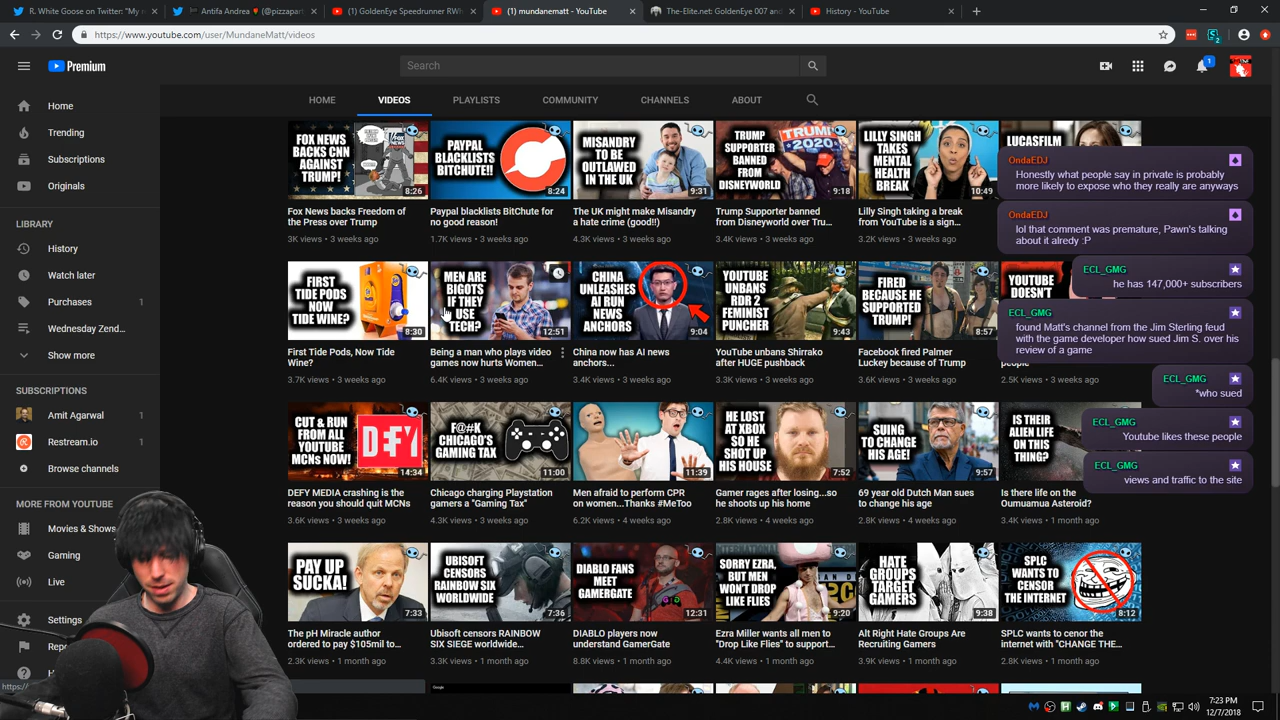 R. White Goose on Twitter: "My n
Antifa Andrea
(@pizzaparty
(1) GoldenEye Speedrunner RWh
(1) mundanematt - YouTube
The-Elite.net: GoldenEye 007 and
History - YouTube
https://www.youtube.com/user/MundaneMatt/videos
Premium
Search
1
HOME
VIDEOS
PLAYLISTS
COMMUNITY
CHANNELS
ABOUT
Home
Trending
Subscriptions
Originals
LIBRARY
History
Watch later
Purchases
1
Wednesday Zend...
Show more
SUBSCRIPTIONS
Amit Agarwal
1
Restream.io
1
Browse channels
MORE FROM YOUTUBE
Movies & Shows
Gaming
Live
Settings
Rep
H
https://
FOX NEWS
BACKS CNN
AGAINST
TRUMP!
8:26
Fox News backs Freedom of
the Press over Trump
3K views • 3 weeks ago
PAYPAL
BLACKLISTS
BITCHUTE!!
8:24
Paypal blacklists BitChute for
no good reason!
1.7K views • 3 weeks ago
MISANDRY
TO BE
OUTLAWED
IN THE UK
9:31
The UK might make Misandry
a hate crime (good!!)
4.3K views • 3 weeks ago
TRUMP
SUPPORTER
BANNED
FROM
DISNEYWORLD
TRUMP
2020
9:18
Trump Supporter banned
from Disneyworld over Tru...
3.4K views • 3 weeks ago
LILLY SINGH
TAKES
MENTAL
HEALTH
BREAK
10:49
Lilly Singh taking a break
from YouTube is a sign...
3.2K views • 3 weeks ago
LUCASFILM
FIRST
TIDE PODS
NOW
TIDE WINE?
8:30
First Tide Pods, Now Tide
Wine?
3.7K views • 3 weeks ago
MEN ARE
BIGOTS
IF THEY
USE
TECH?
12:51
Being a man who plays video
games now hurts Women...
6.4K views • 3 weeks ago
CHINA
UNLEASHES
AI RUN
NEWS
ANCHORS
9:04
China now has AI news
anchors...
3.4K views • 3 weeks ago
YOUTUBE
UNBANS
RDR 2
FEMINIST
PUNCHER
9:43
YouTube unbans Shirrako
after HUGE pushback
3.3K views • 3 weeks ago
FIRED
BECAUSE HE
SUPPORTED
TRUMP!
8:57
Facebook fired Palmer
Luckey because of Trump
3.6K views • 3 weeks ago
YOUTUBE
DOESN'T
people
2.5K views • 3 weeks ago
CUT & RUN
FROM ALL
YOUTUBE
MCNs NOW!
DEFY
14:34
DEFY MEDIA crashing is the
reason you should quit MCNs
3.6K views • 3 weeks ago
F@#K
CHICAGO'S
GAMING
TAX
11:00
Chicago charging Playstation
gamers a "Gaming Tax"
4.3K views • 3 weeks ago
11:39
Men afraid to perform CPR
on women...Thanks #MeToo
6.2K views • 4 weeks ago
HE LOST
AT XBOX
SO HE
SHOT UP
HIS HOUSE
7:52
Gamer rages after losing...so
he shoots up his home
2.8K views • 4 weeks ago
SUING
TO CHANGE
HIS AGE!
9:57
69 year old Dutch Man sues
to change his age
2.8K views • 4 weeks ago
IS THEIR
ALIEN LIFE
ON THIS
THING?
Is there life on the
Oumuamua Asteroid?
3.4K views • 1 month ago
PAY UP
SUCKA!
7:33
The pH Miracle author
ordered to pay $105mil to...
2.3K views • 1 month ago
UBISOFT
CENSORS
RAINBOW
SIX
WORLDWIDE
7:36
Ubisoft censors RAINBOW
SIX SIEGE worldwide...
3.3K views • 1 month ago
DIABLO FANS
MEET
GAMERGATE
12:31
DIABLO players now
understand GamerGate
8.8K views • 1 month ago
SORRY EZRA,
BUT MEN
WON'T DROP
LIKE FLIES
9:20
Ezra Miller wants all men to
"Drop Like Flies" to support...
4.4K views • 1 month ago
HATE
GROUPS
TARGET
GAMERS
9:38
Alt Right Hate Groups Are
Recruiting Gamers
3.9K views • 1 month ago
SPLC
WANTS TO
CENSOR
THE INTERNET
8:12
SPLC wants to cenor the
internet with "CHANGE THE...
2.8K views • 1 month ago
OndaEDJ
Honestly what people say in private is probably
more likely to expose who they really are anyways
OndaEDJ
lol that comment was premature, Pawn's talking
about it alredy :P
ECL_GMG
he has 147,000+ subscribers
ECL_GMG
found Matt's channel from the Jim Sterling feud
with the game developer how sued Jim S. over his
review of a game
ECL_GMG
*who sued
ECL_GMG
Youtube likes these people
ECL_GMG
views and traffic to the site
7:23 PM
12/7/2018